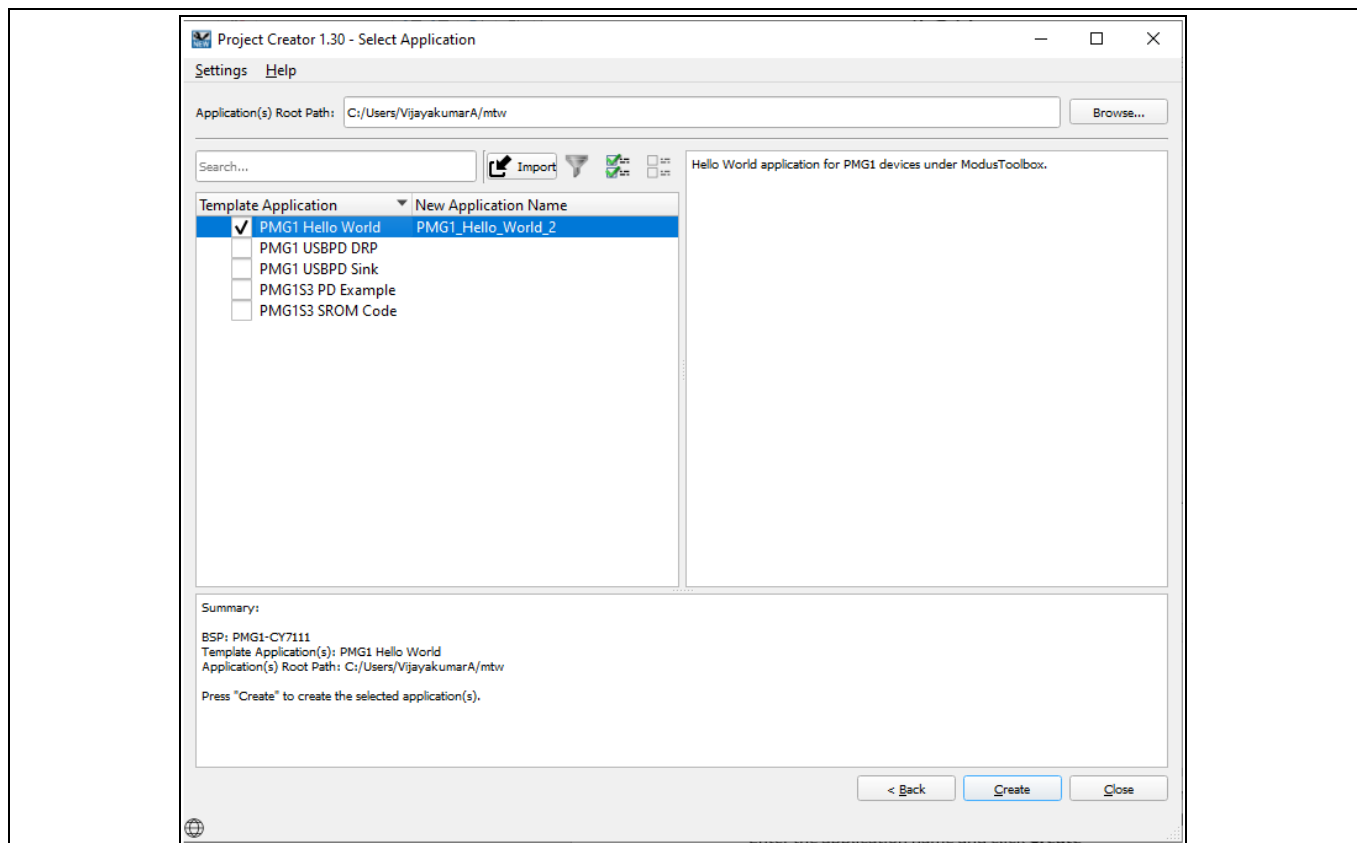 Project Creator 1.30 - Select Application
Settings Help
Application(s) Root Path: C:/Users/VijayakumarA/mtw Browse...
Search... Import
Hello World application for PMG1 devices under ModusToolbox.
Template Application New Application Name
PMG1 Hello World PMG1_Hello_World_2
PMG1 USBPD DRP
PMG1 USBPD Sink
PMG1S3 PD Example
PMG1S3 SROM Code
Summary:
BSP: PMG1-CY7111
Template Application(s): PMG1 Hello World
Application(s) Root Path: C:/Users/VijayakumarA/mtw
Press "Create" to create the selected application(s).
< Back Create Close